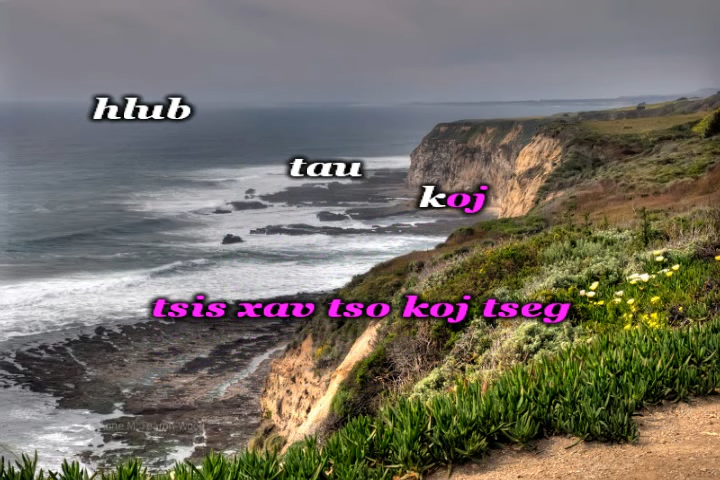 hlub
tau
koj
tsis xav tso koj tseg